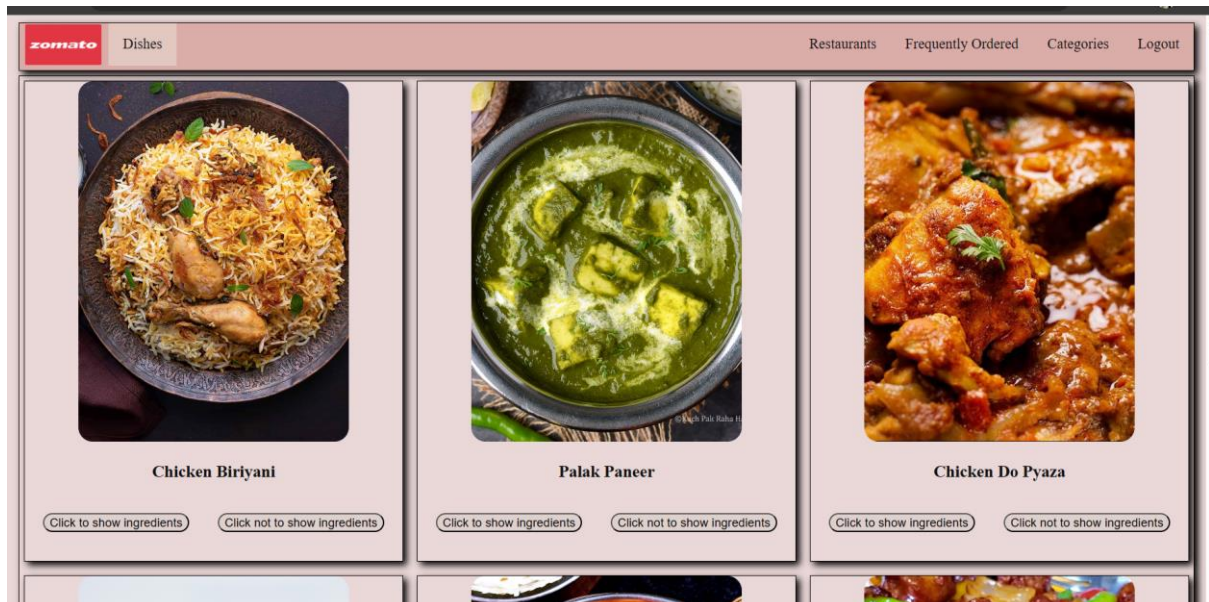 zomato
Dishes
Restaurants
Frequently Ordered
Categories
Logout
Chicken Biriyani
Click to show ingredients
Click not to show ingredients
Palak Paneer
Click to show ingredients
Click not to show ingredients
Chicken Do Pyaza
Click to show ingredients
Click not to show ingredients